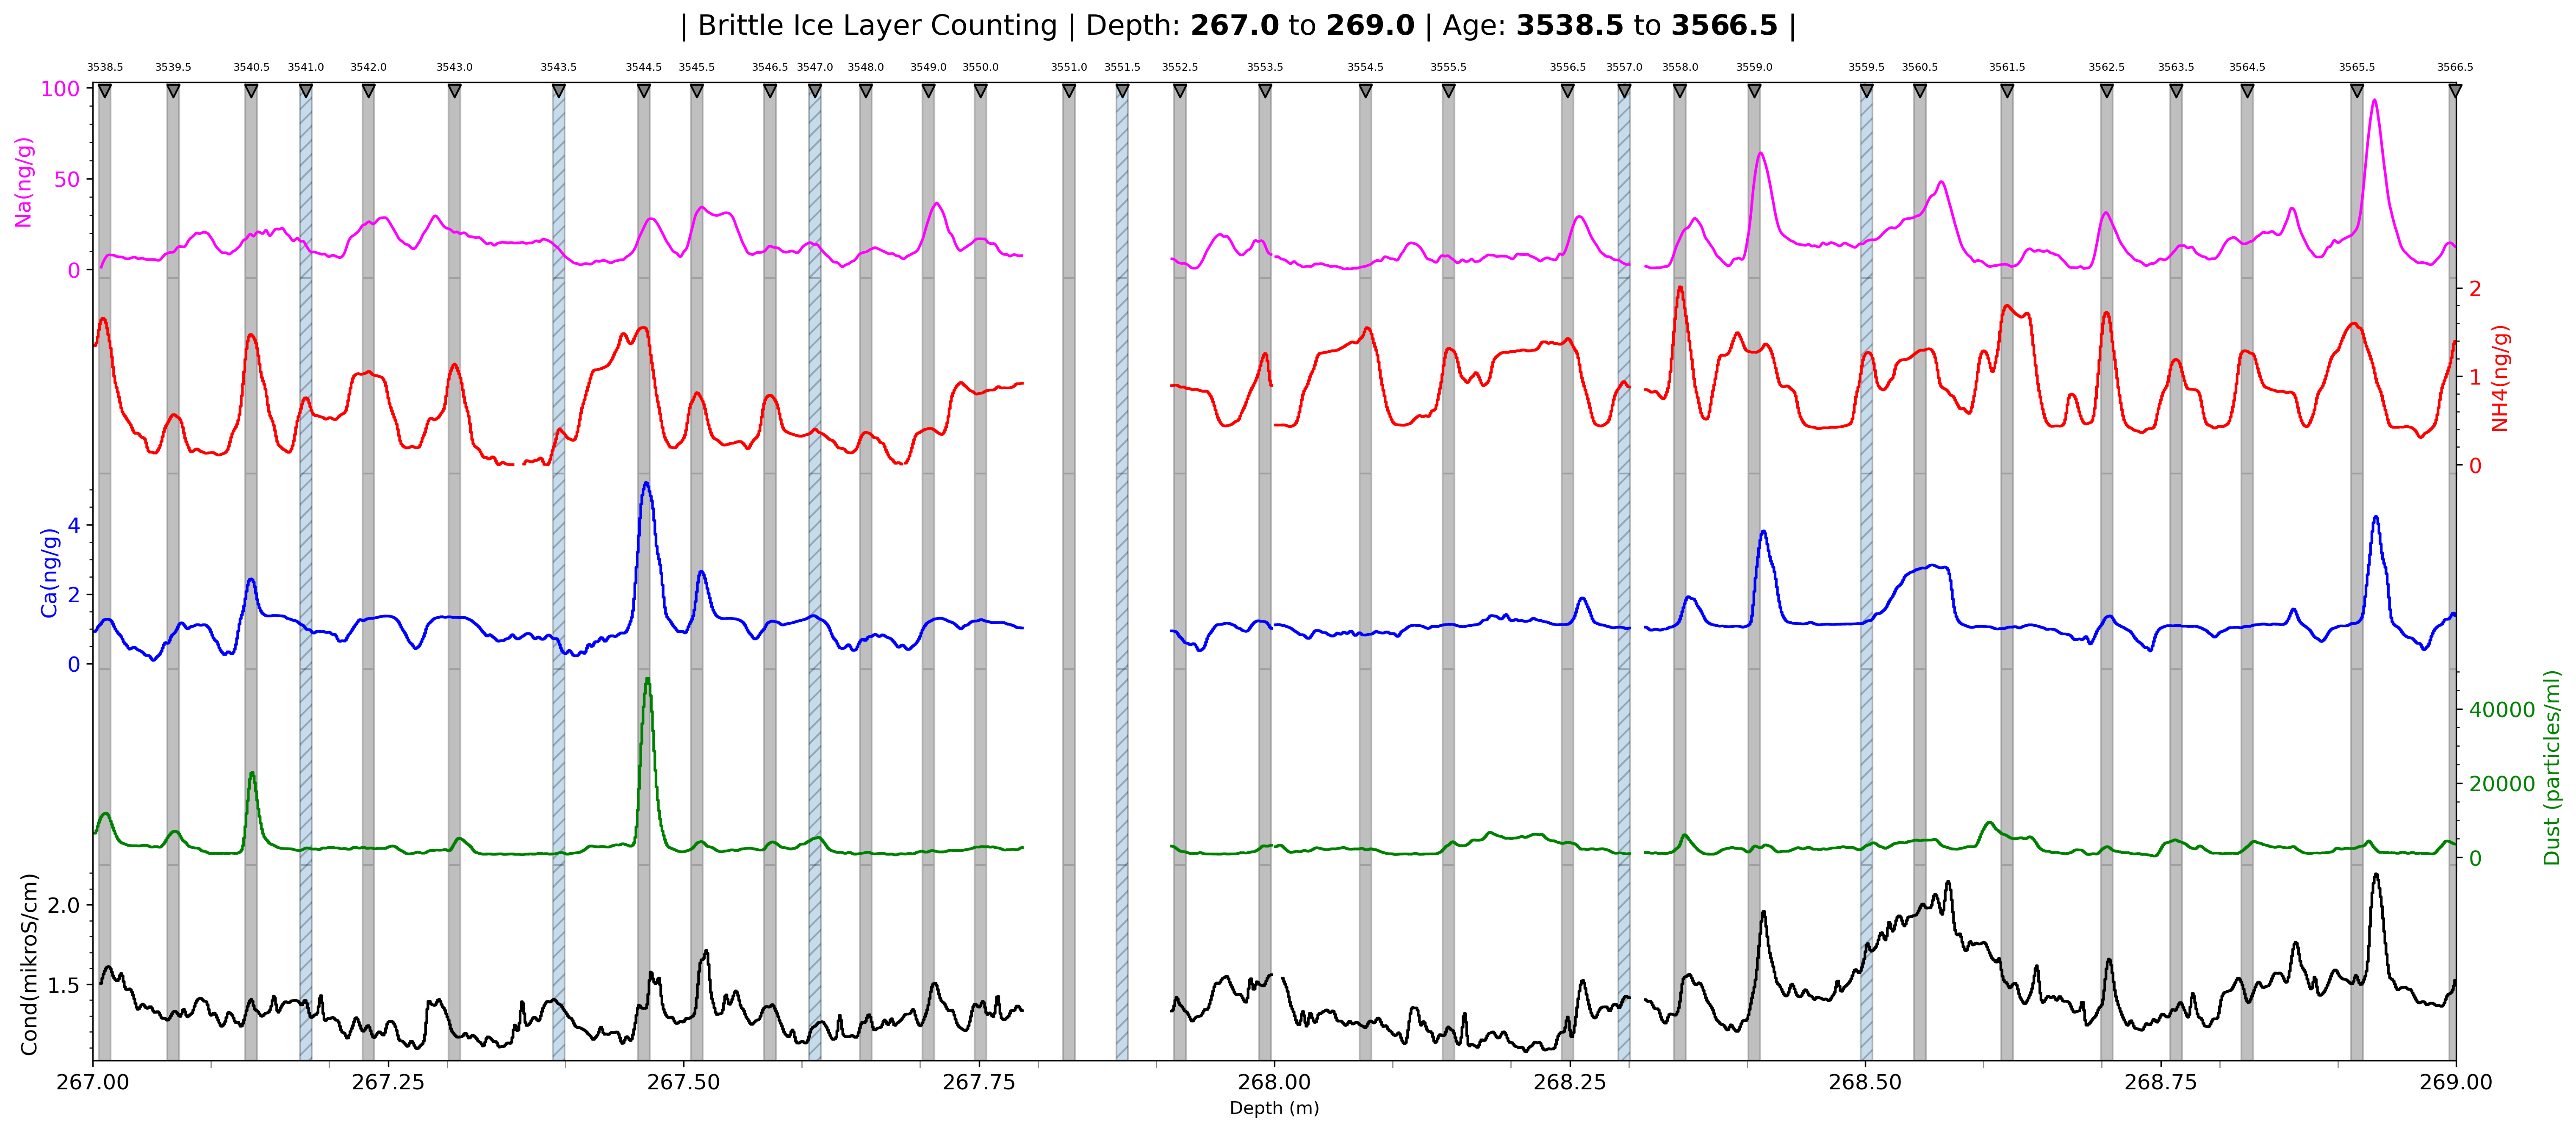 | Brittle Ice Layer Counting | Depth: 267.0 to 269.0 | Age: 3538.5 to 3566.5 |
3538.5 3539.5 3540.5 3541.0 3542.0 3543.0 3543.5 3544.5 3545.5 3546.5 3547.0 3548.0 3549.0 3550.0 3551.0 3551.5 3552.5 3553.5 3554.5 3555.5 3556.5 3557.0 3558.0 3559.0 3559.5 3560.5 3561.5 3562.5 3563.5 3564.5 3565.5 3566.5
Na(ng/g)
100
50
0
NH4(ng/g)
2
1
0
Ca(ng/g)
4
2
0
Dust (particles/ml)
40000
20000
0
Cond(mikroS/cm)
2.0
1.5
267.00 267.25 267.50 267.75 268.00 268.25 268.50 268.75 269.00
Depth (m)